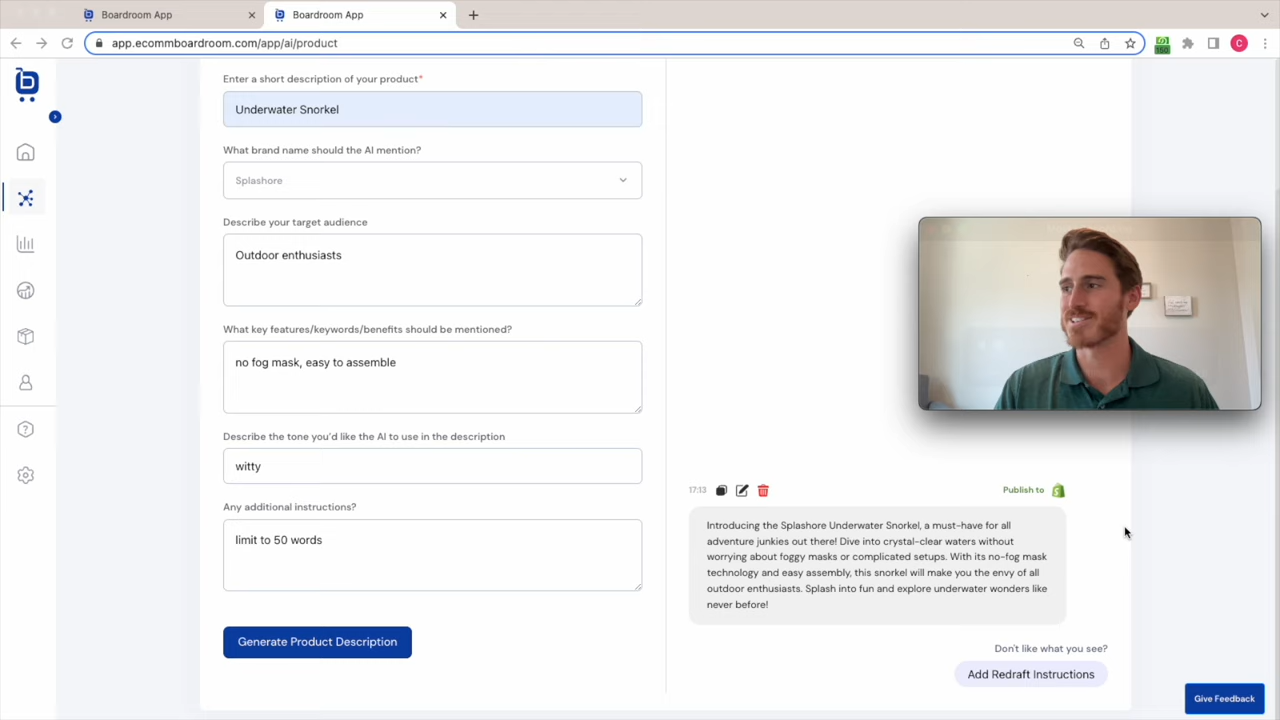 Boardroom App
Boardroom App
app.ecommboardroom.com/app/ai/product
150
C
b
Enter a short description of your product*
Underwater Snorkel
What brand name should the AI mention?
Splashore
Describe your target audience
Outdoor enthusiasts
What key features/keywords/benefits should be mentioned?
no fog mask, easy to assemble
Describe the tone you'd like the AI to use in the description
witty
Any additional instructions?
limit to 50 words
Generate Product Description
17:13
Publish to
Introducing the Splashore Underwater Snorkel, a must-have for all
adventure junkies out there! Dive into crystal-clear waters without
worrying about foggy masks or complicated setups. With its no-fog mask
technology and easy assembly, this snorkel will make you the envy of all
outdoor enthusiasts. Splash into fun and explore underwater wonders like
never before!
Don't like what you see?
Add Redraft Instructions
Give Feedback